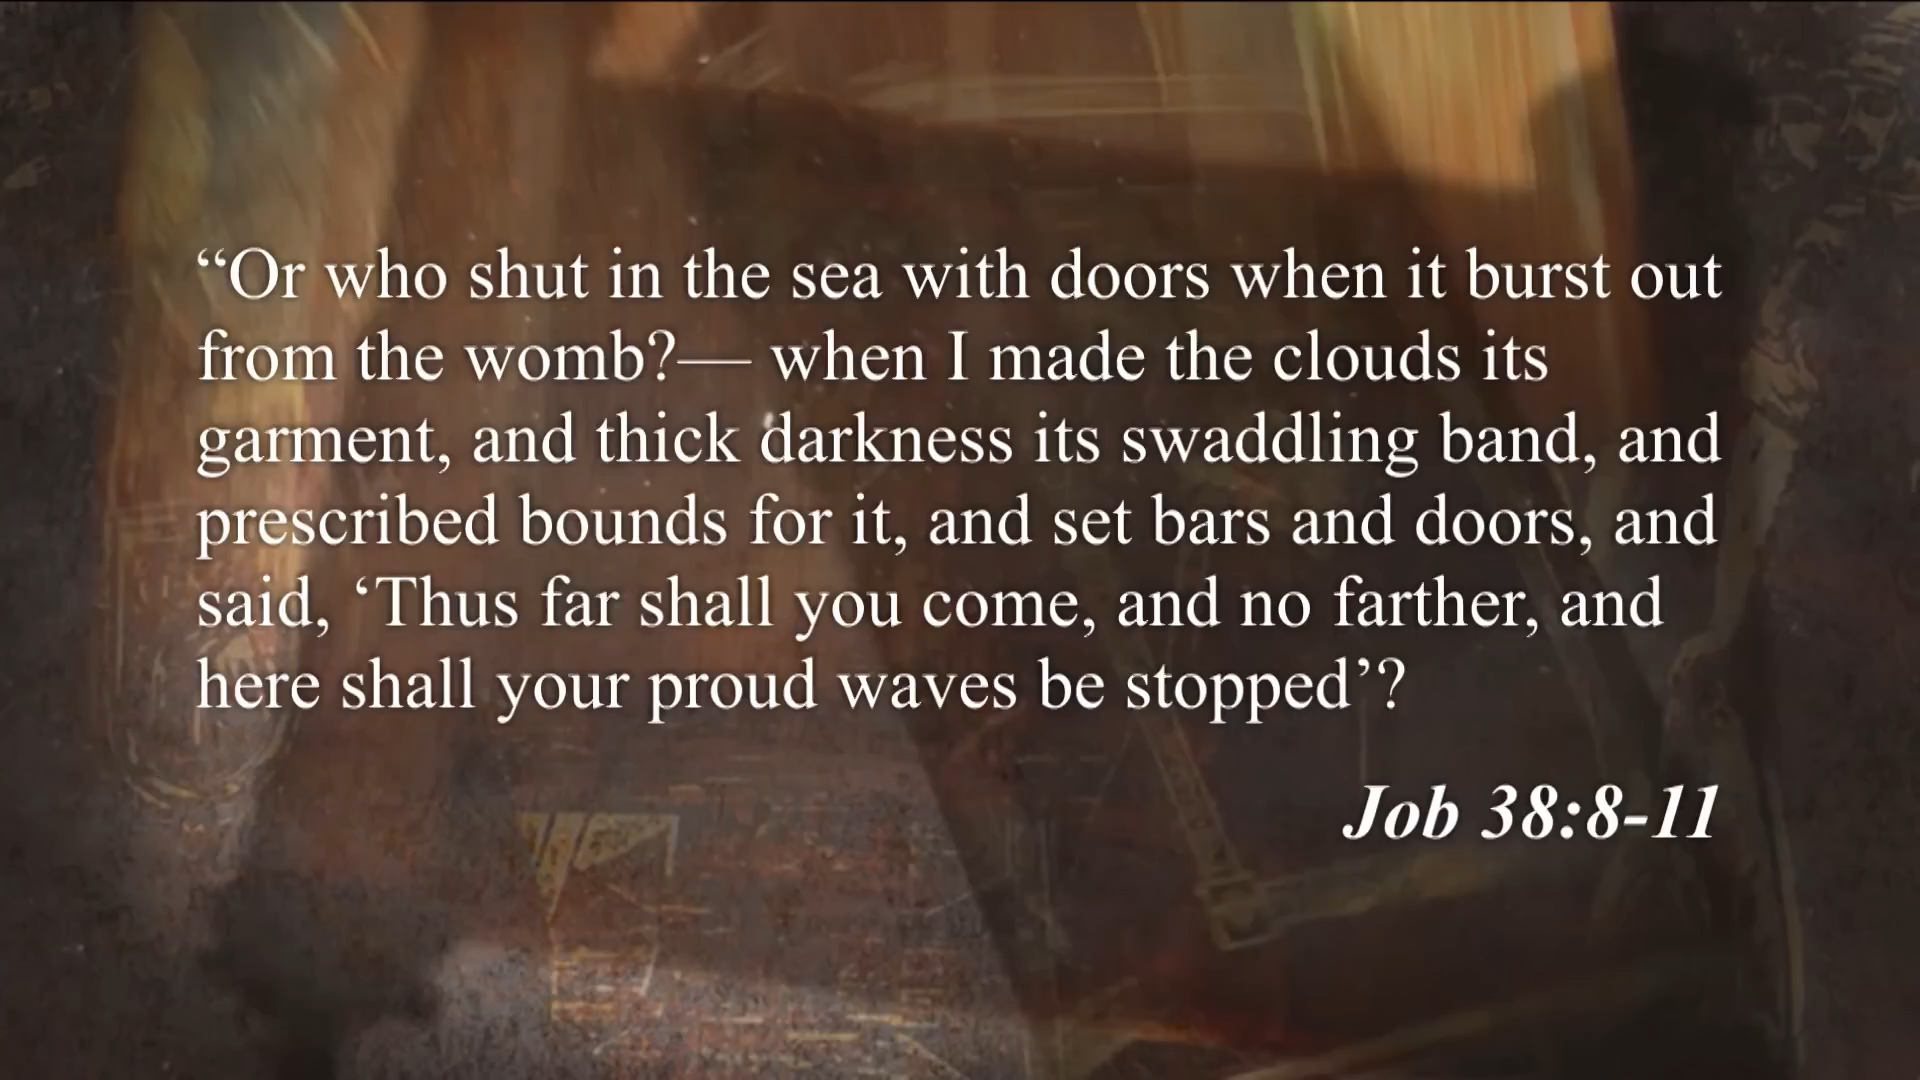 “Or who shut in the sea with doors when it burst out
from the womb?— when I made the clouds its
garment, and thick darkness its swaddling band, and
prescribed bounds for it, and set bars and doors, and
said, ‘Thus far shall you come, and no farther, and
here shall your proud waves be stopped’?
Job 38:8-11